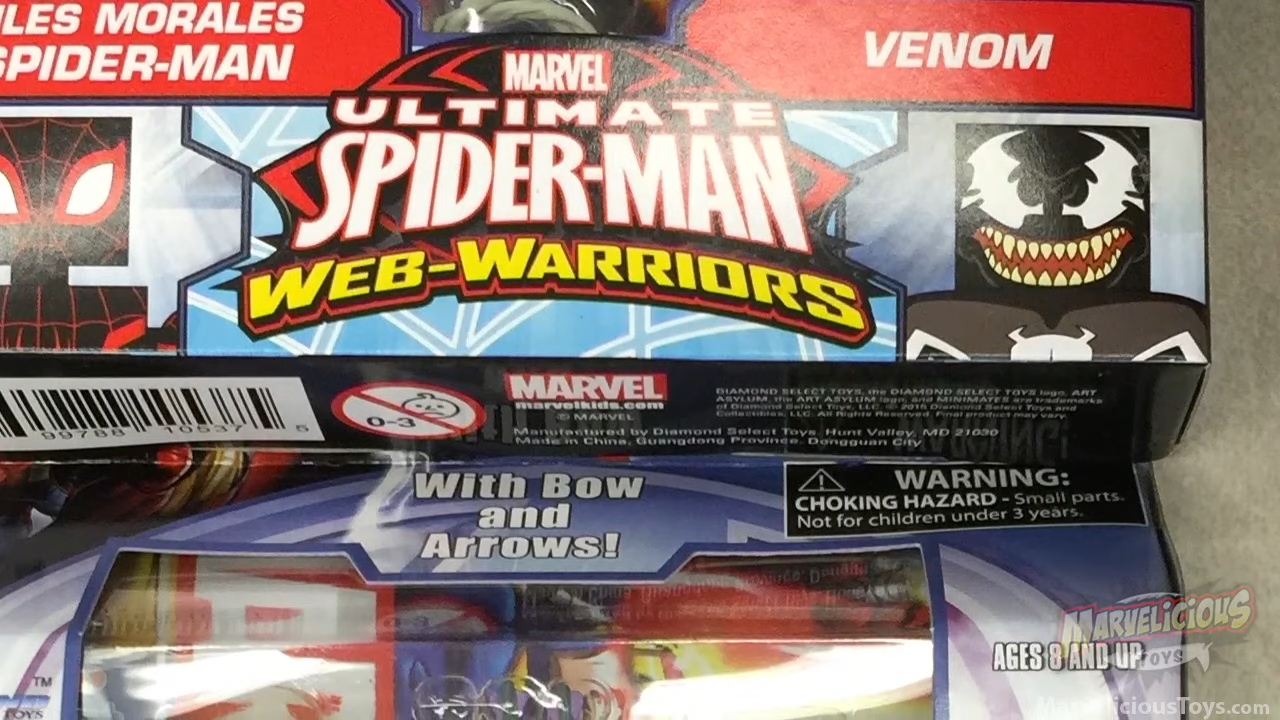 LES MORALES
SPIDER-MAN
VENOM
MARVEL
ULTIMATE
SPIDER-MAN
WEB-WARRIORS
99788 10537 5
0-3
MARVEL
marvelkids.com
© MARVEL
Manufactured by Diamond Select Toys, Hunt Valley, MD 21030
Made in China, Guangdong Province, Dongguan City
DIAMOND SELECT TOYS, the DIAMOND SELECT TOYS logo, ART
ASYLUM, the ART ASYLUM logo, and MINIMATES are trademarks
of Diamond Select Toys, LLC. © 2015 Diamond Select Toys and
Collectibles, LLC. All Rights Reserved. Final product may vary.
With Bow
and
Arrows!
WARNING:
CHOKING HAZARD - Small parts.
Not for children under 3 years.
AGES 8 AND UP
MARVELICIOUS
TOYS
MarveliciousToys.com
TM
TOYS